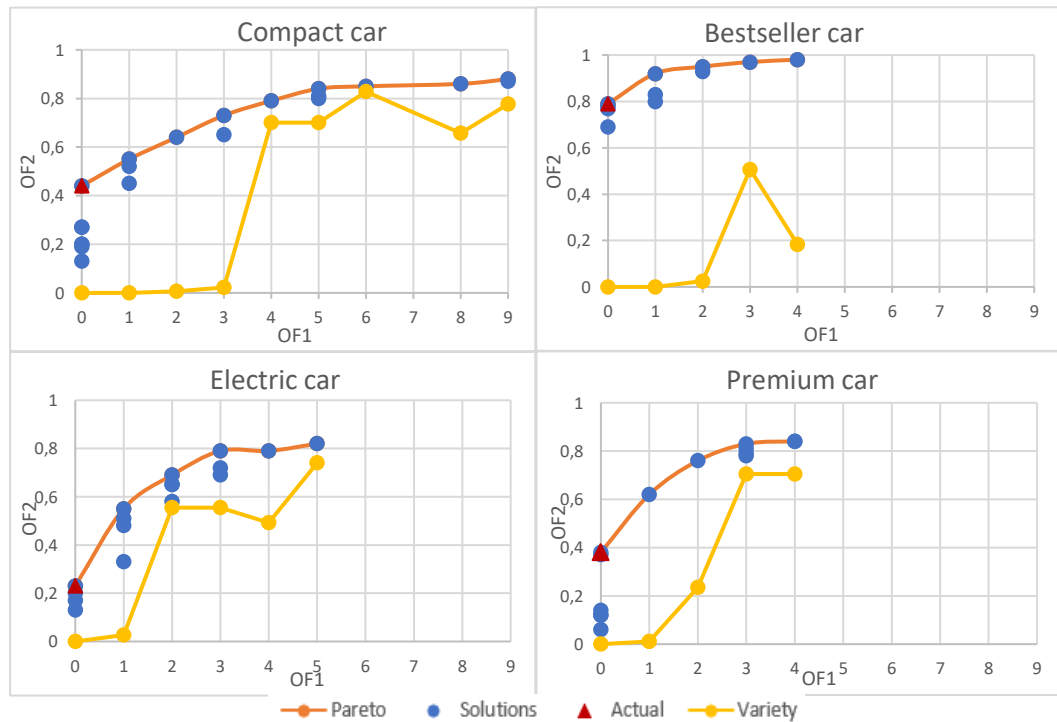 Compact car
1
0,8
0,6
0,4
0,2
0
OF2
0 1 2 3 4 5 6 7 8 9
OF1
Bestseller car
1
0,8
0,6
0,4
0,2
0
OF2
0 1 2 3 4 5 6 7 8 9
OF1
Electric car
1
0,8
0,6
0,4
0,2
0
OF2
0 1 2 3 4 5 6 7 8 9
OF1
Premium car
1
0,8
0,6
0,4
0,2
0
OF2
0 1 2 3 4 5 6 7 8 9
OF1
Pareto Solutions Actual Variety